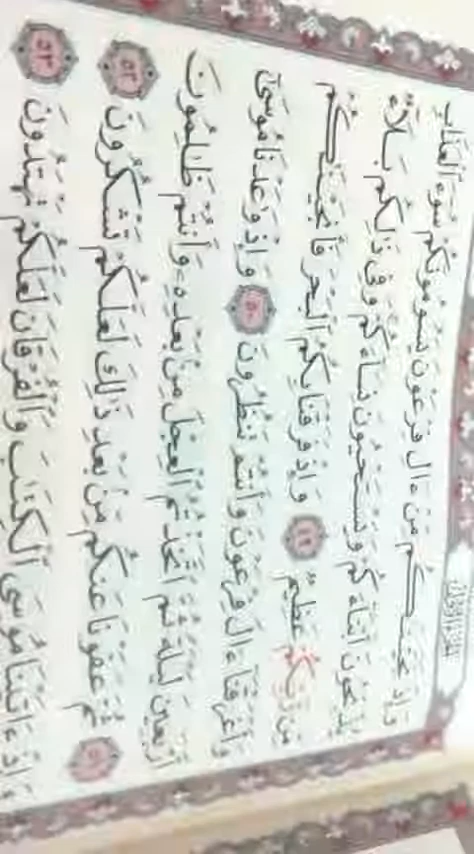 وَإِذْ نَجَّيْنَٰكُم مِّنْ ءَالِ فِرْعَوْنَ يَسُومُونَكُمْ سُوٓءَ ٱلْعَذَابِ
يُذَبِّحُونَ أَبْنَآءَكُمْ وَيَسْتَحْيُونَ نِسَآءَكُمْ وَفِى ذَٰلِكُم بَلَآءٌ
مِّن رَّبِّكُمْ عَظِيمٌ ٤٩ وَإِذْ فَرَقْنَا بِكُمُ ٱلْبَحْرَ فَأَنجَيْنَٰكُمْ
وَأَغْرَقْنَآ ءَالَ فِرْعَوْنَ وَأَنتُمْ تَنظُرُونَ ٥٠ وَإِذْ وَٰعَدْنَا مُوسَىٰٓ
أَرْبَعِينَ لَيْلَةً ثُمَّ ٱتَّخَذْتُمُ ٱلْعِجْلَ مِنۢ بَعْدِهِۦ وَأَنتُمْ ظَٰلِمُونَ
٥١ ثُمَّ عَفَوْنَا عَنكُم مِّنۢ بَعْدِ ذَٰلِكَ لَعَلَّكُمْ تَشْكُرُونَ ٥٢
وَإِذْ ءَاتَيْنَا مُوسَى ٱلْكِتَٰبَ وَٱلْفُرْقَانَ لَعَلَّكُمْ تَهْتَدُونَ ٥٣